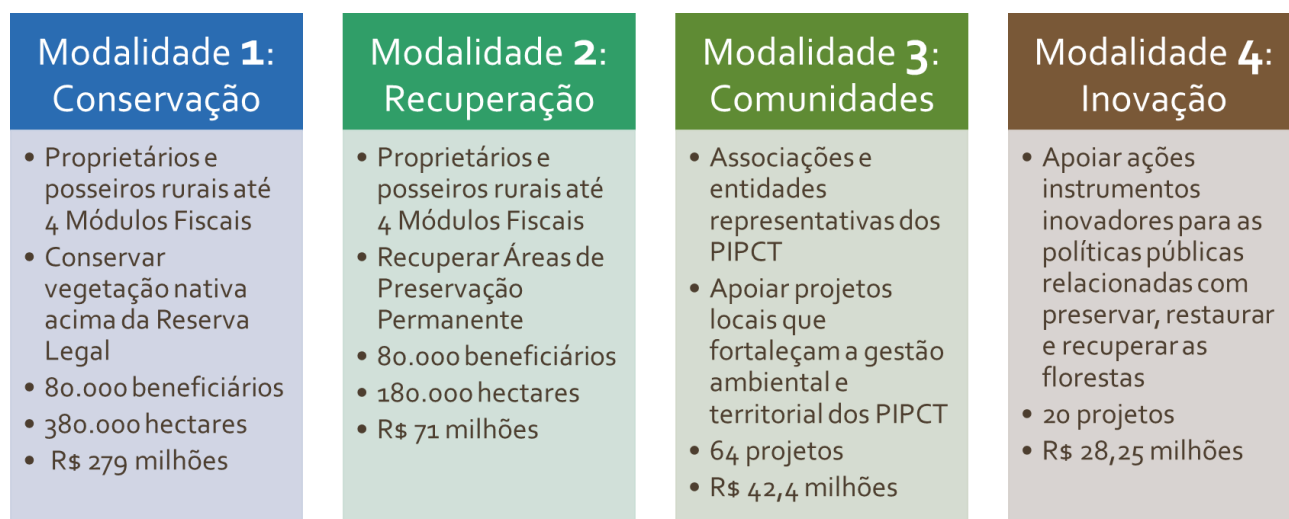 Modalidade 1:
Conservação
• Proprietários e
posseiros rurais até
4 Módulos Fiscais
• Conservar
vegetação nativa
acima da Reserva
Legal
• 80.000 beneficiários
• 380.000 hectares
• R$ 279 milhões
Modalidade 2:
Recuperação
• Proprietários e
posseiros rurais até
4 Módulos Fiscais
• Recuperar Áreas de
Preservação
Permanente
• 80.000 beneficiários
• 180.000 hectares
• R$ 71 milhões
Modalidade 3:
Comunidades
• Associações e
entidades
representativas dos
PIPCT
• Apoiar projetos
locais que
fortaleçam a gestão
ambiental e
territorial dos PIPCT
• 64 projetos
• R$ 42,4 milhões
Modalidade 4:
Inovação
• Apoiar ações
instrumentos
inovadores para as
políticas públicas
relacionadas com
preservar, restaurar
e recuperar as
florestas
• 20 projetos
• R$ 28,25 milhões